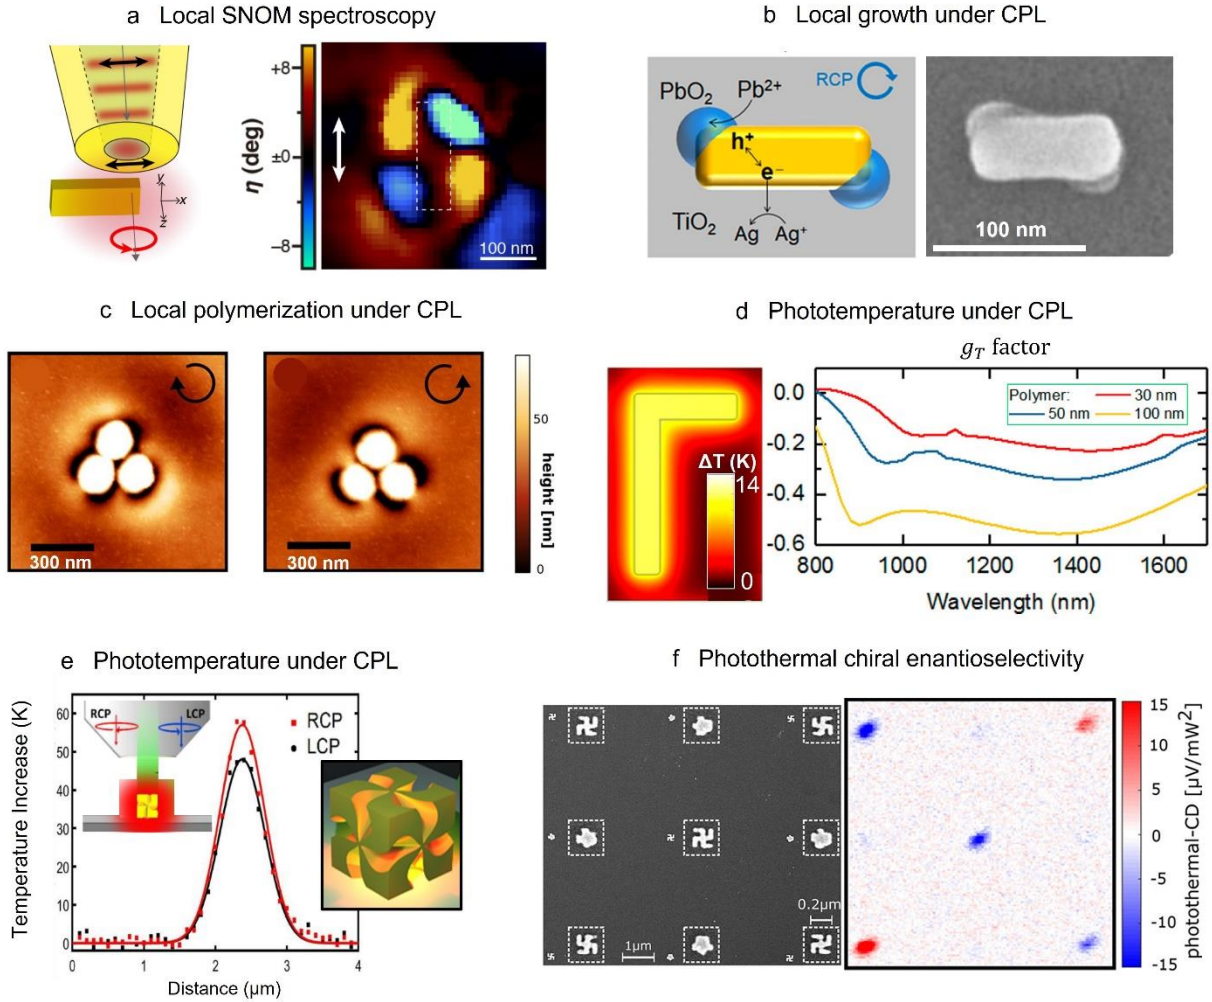 a Local SNOM spectroscopy
+8
±0
−8
η (deg)
y
x
z
100 nm
b Local growth under CPL
RCP
PbO2 Pb2+
h+
e−
TiO2
Ag Ag+
100 nm
c Local polymerization under CPL
300 nm
300 nm
50
0
height [nm]
d Phototemperature under CPL
gT factor
ΔT (K)
14
0
Polymer: 30 nm
50 nm 100 nm
0.0
-0.2
-0.4
-0.6
800 1000 1200 1400 1600
Wavelength (nm)
e Phototemperature under CPL
Temperature Increase (K)
60
50
40
30
20
10
0
RCP LCP
RCP
LCP
0 1 2 3 4
Distance (µm)
f Photothermal chiral enantioselectivity
0.2µm
1µm
15
10
5
0
-5
-10
-15
photothermal-CD [µV/mW2]